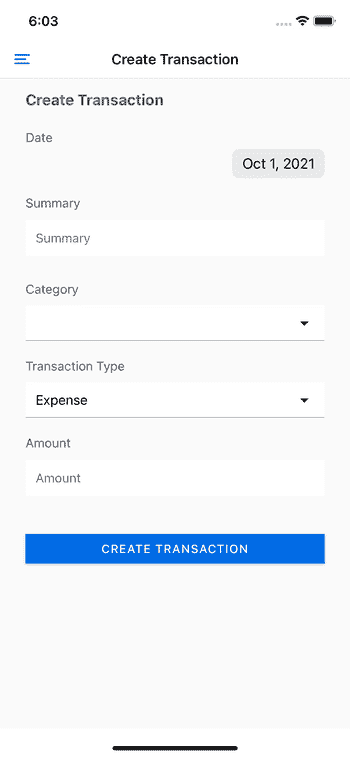 6:03
Create Transaction
Create Transaction
Date
Oct 1, 2021
Summary
Summary
Category
Transaction Type
Expense
Amount
Amount
CREATE TRANSACTION